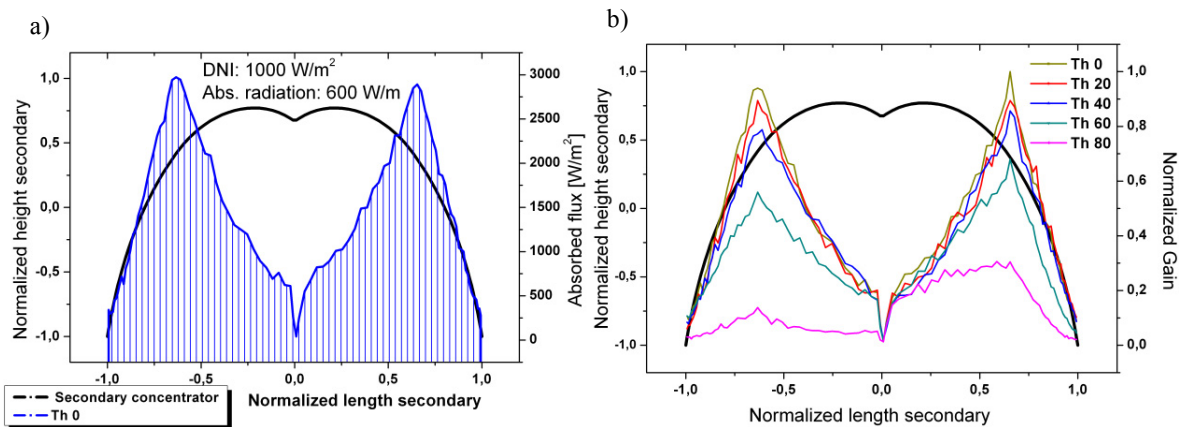 a)
DNI: 1000 W/m²
Abs. radiation: 600 W/m
Normalized height secondary
1,0
0,5
0,0
-0,5
-1,0
3000
2500
2000
1500
1000
500
0
Absorbed flux [W/m²]
-1,0
-0,5
0,0
0,5
1,0
Normalized length secondary
Secondary concentrator
Th 0
b)
Th 0
Th 20
Th 40
Th 60
Th 80
Normalized height secondary
1,0
0,5
0,0
-0,5
-1,0
1,0
0,8
0,6
0,4
0,2
0,0
Normalized Gain
-1,0
-0,5
0,0
0,5
1,0
Normalized length secondary